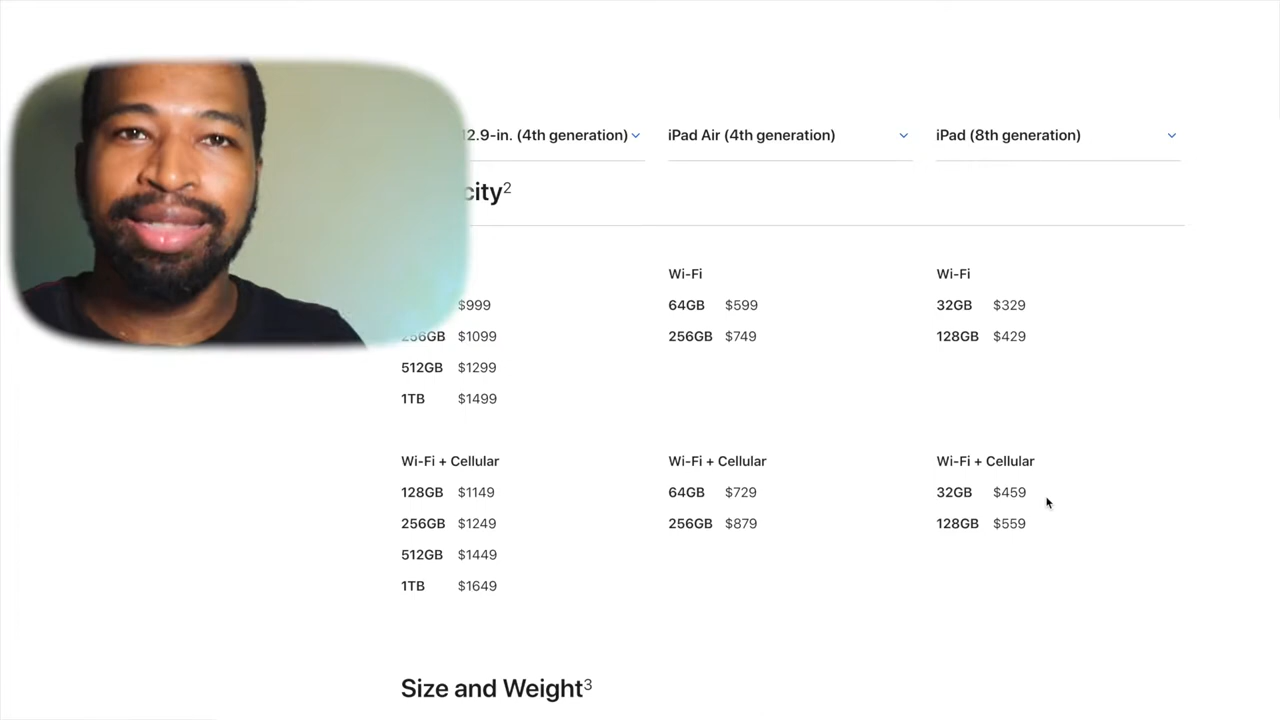 12.9-in. (4th generation)
iPad Air (4th generation)
iPad (8th generation)
city2
Wi-Fi
Wi-Fi
$999
64GB $599
32GB $329
256GB $1099
256GB $749
128GB $429
512GB $1299
1TB $1499
Wi-Fi + Cellular
Wi-Fi + Cellular
Wi-Fi + Cellular
128GB $1149
64GB $729
32GB $459
256GB $1249
256GB $879
128GB $559
512GB $1449
1TB $1649
Size and Weight3